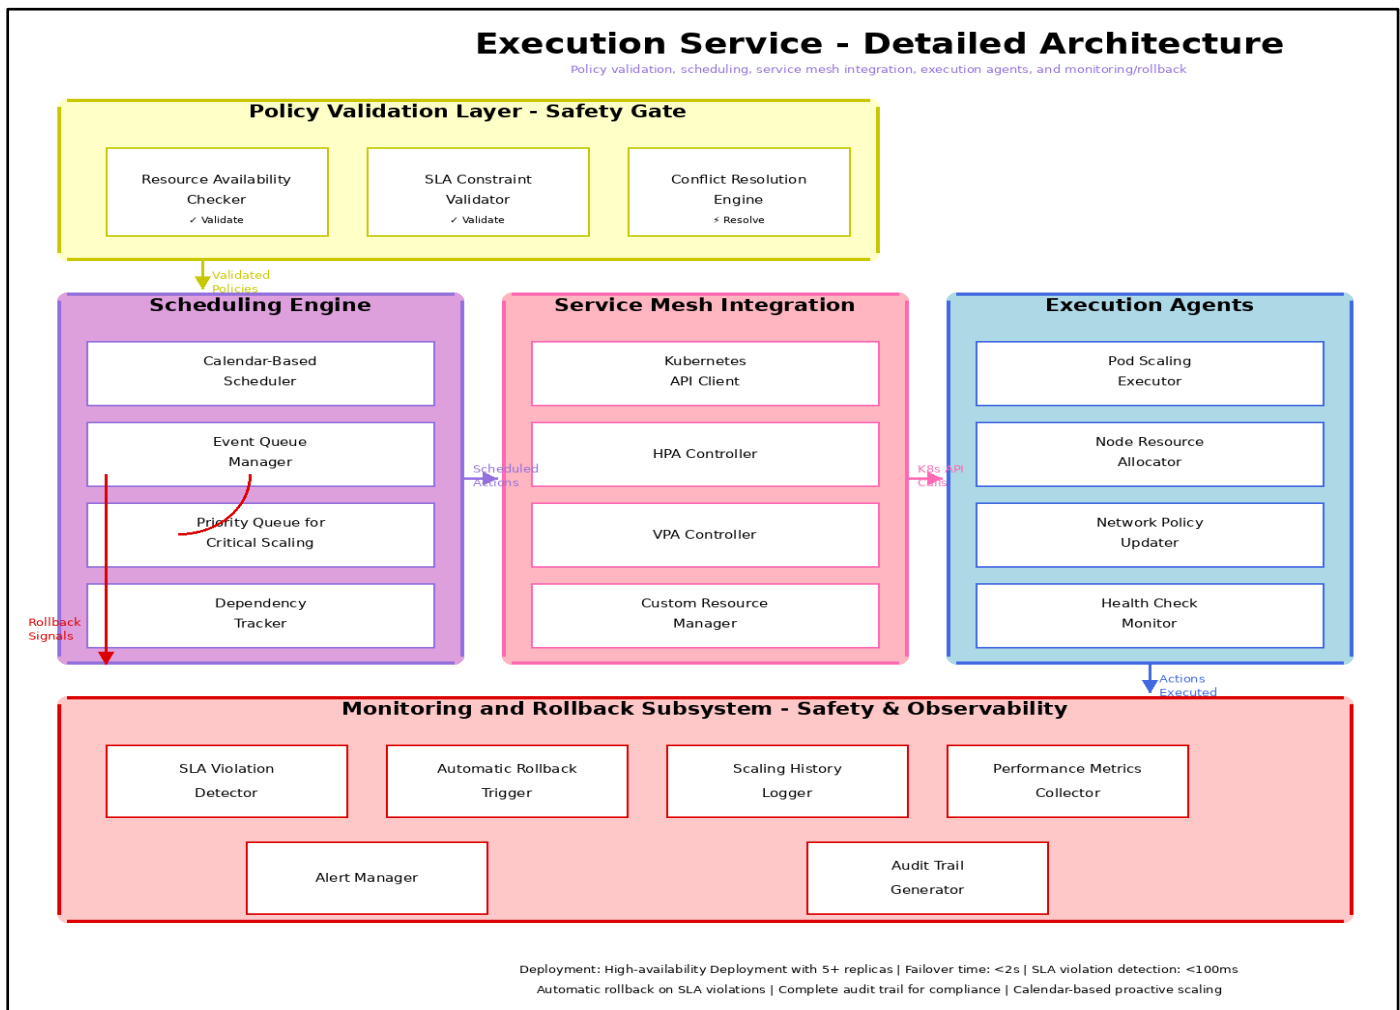 Execution Service - Detailed Architecture
Policy validation, scheduling, service mesh integration, execution agents, and monitoring/rollback
Policy Validation Layer - Safety Gate
Resource Availability
Checker
✓ Validate
SLA Constraint
Validator
✓ Validate
Conflict Resolution
Engine
⚡ Resolve
Validated
Policies
Scheduling Engine
Calendar-Based
Scheduler
Event Queue
Manager
Priority Queue for
Critical Scaling
Dependency
Tracker
Rollback
Signals
Scheduled
Actions
Service Mesh Integration
Kubernetes
API Client
HPA Controller
VPA Controller
Custom Resource
Manager
K8s API
Calls
Execution Agents
Pod Scaling
Executor
Node Resource
Allocator
Network Policy
Updater
Health Check
Monitor
Actions
Executed
Monitoring and Rollback Subsystem - Safety & Observability
SLA Violation
Detector
Automatic Rollback
Trigger
Scaling History
Logger
Performance Metrics
Collector
Alert Manager
Audit Trail
Generator
Deployment: High-availability Deployment with 5+ replicas | Failover time: <2s | SLA violation detection: <100ms
Automatic rollback on SLA violations | Complete audit trail for compliance | Calendar-based proactive scaling